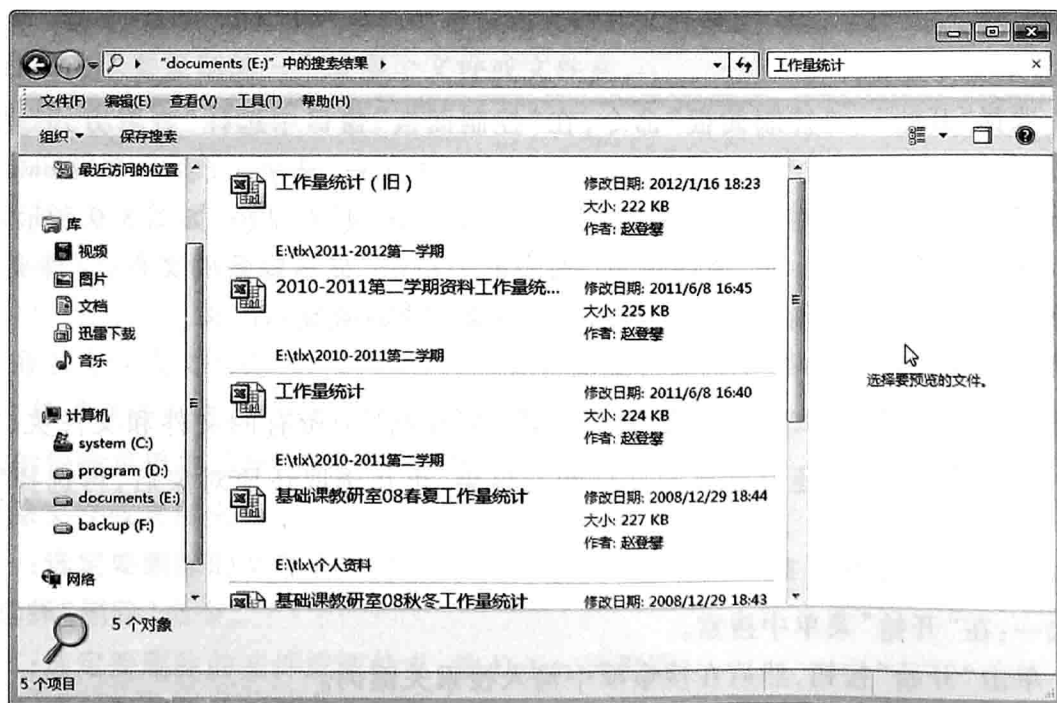 "documents (E:)" 中的搜索结果
工作量统计
文件(F) 编辑(E) 查看(V) 工具(T) 帮助(H)
组织 保存搜索
最近访问的位置
库
视频
图片
文档
迅雷下载
音乐
计算机
system (C:)
program (D:)
documents (E:)
backup (F:)
网络
工作量统计（旧）
修改日期: 2012/1/16 18:23
大小: 222 KB
作者: 赵登攀
E:\tlx\2011-2012第一学期
2010-2011第二学期资料工作量统...
修改日期: 2011/6/8 16:45
大小: 225 KB
作者: 赵登攀
E:\tlx\2010-2011第二学期
工作量统计
修改日期: 2011/6/8 16:40
大小: 224 KB
作者: 赵登攀
E:\tlx\2010-2011第二学期
基础课教研室08春夏工作量统计
修改日期: 2008/12/29 18:44
大小: 227 KB
作者: 赵登攀
E:\tlx\个人资料
基础课教研室08秋冬工作量统计
修改日期: 2008/12/29 18:43
选择要预览的文件。
5 个对象
5 个项目